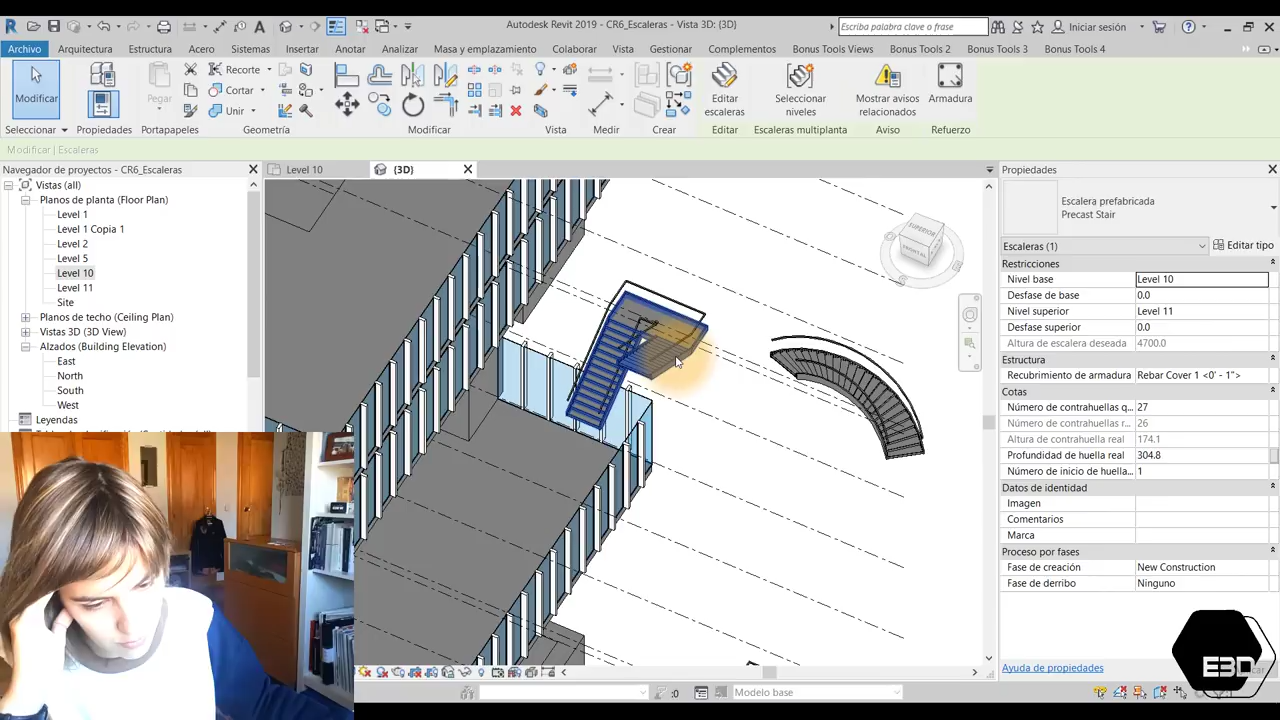 Autodesk Revit 2019 - CR6_Escaleras - Vista 3D: {3D}
Escriba palabra clave o frase
Iniciar sesión
Archivo Arquitectura Estructura Acero Sistemas Insertar Anotar Analizar Masa y emplazamiento Colaborar Vista Gestionar Complementos Bonus Tools Views Bonus Tools 2 Bonus Tools 3 Bonus Tools 4
Modificar
Pegar
Recorte
Cortar
Unir
Editar escaleras
Seleccionar niveles
Mostrar avisos relacionados
Armadura
Seleccionar Propiedades Portapapeles Geometría Modificar Vista Medir Crear Editar Escaleras multiplanta Aviso Refuerzo
Modificar | Escaleras
Navegador de proyectos - CR6_Escaleras
Vistas (all)
Planos de planta (Floor Plan)
Level 1
Level 1 Copia 1
Level 2
Level 5
Level 10
Level 11
Site
Planos de techo (Ceiling Plan)
Vistas 3D (3D View)
Alzados (Building Elevation)
East
North
South
West
Leyendas
Level 10
{3D}
SUPERIOR
FRONTAL
Propiedades
Escalera prefabricada
Precast Stair
Escaleras (1)
Editar tipo
Restricciones
Nivel base Level 10
Desfase de base 0.0
Nivel superior Level 11
Desfase superior 0.0
Altura de escalera deseada 4700.0
Estructura
Recubrimiento de armadura Rebar Cover 1 <0' - 1">
Cotas
Número de contrahuellas q... 27
Número de contrahuellas r... 26
Altura de contrahuella real 174.1
Profundidad de huella real 304.8
Número de inicio de huella... 1
Datos de identidad
Imagen
Comentarios
Marca
Proceso por fases
Fase de creación New Construction
Fase de derribo Ninguno
Ayuda de propiedades
E3D
:0
Modelo base